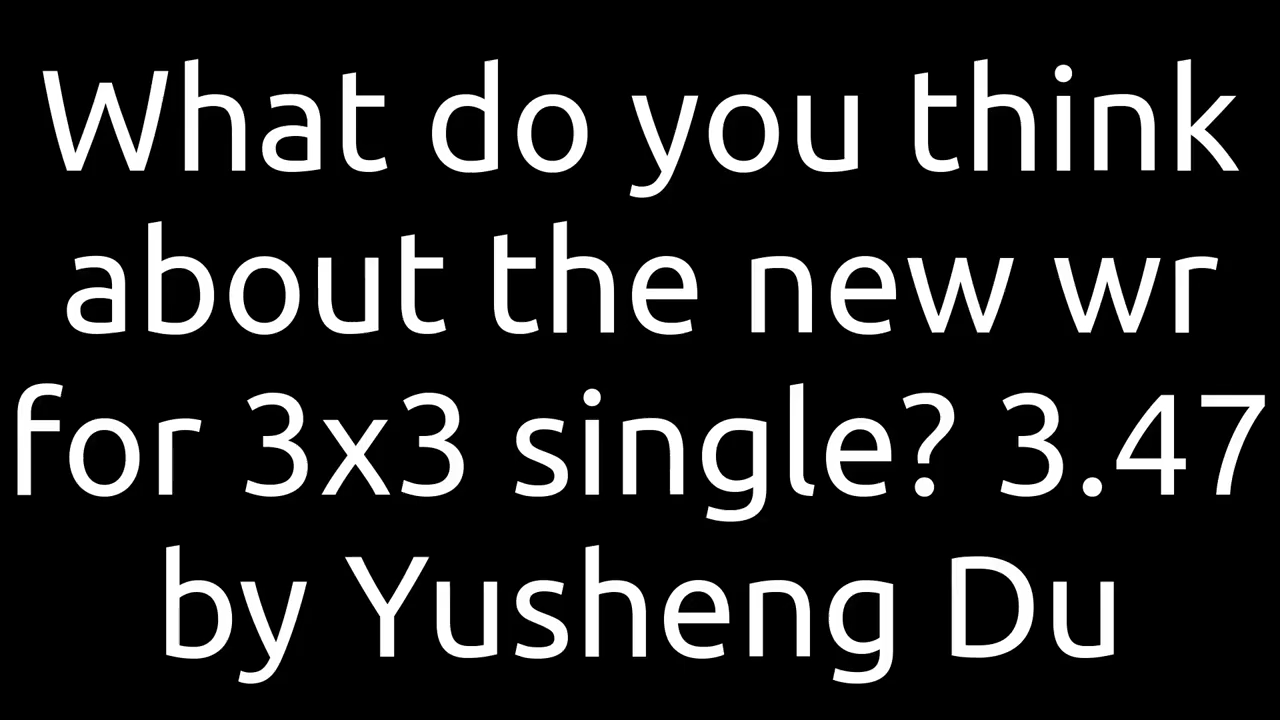 What do you think
about the new wr
for 3x3 single? 3.47
by Yusheng Du